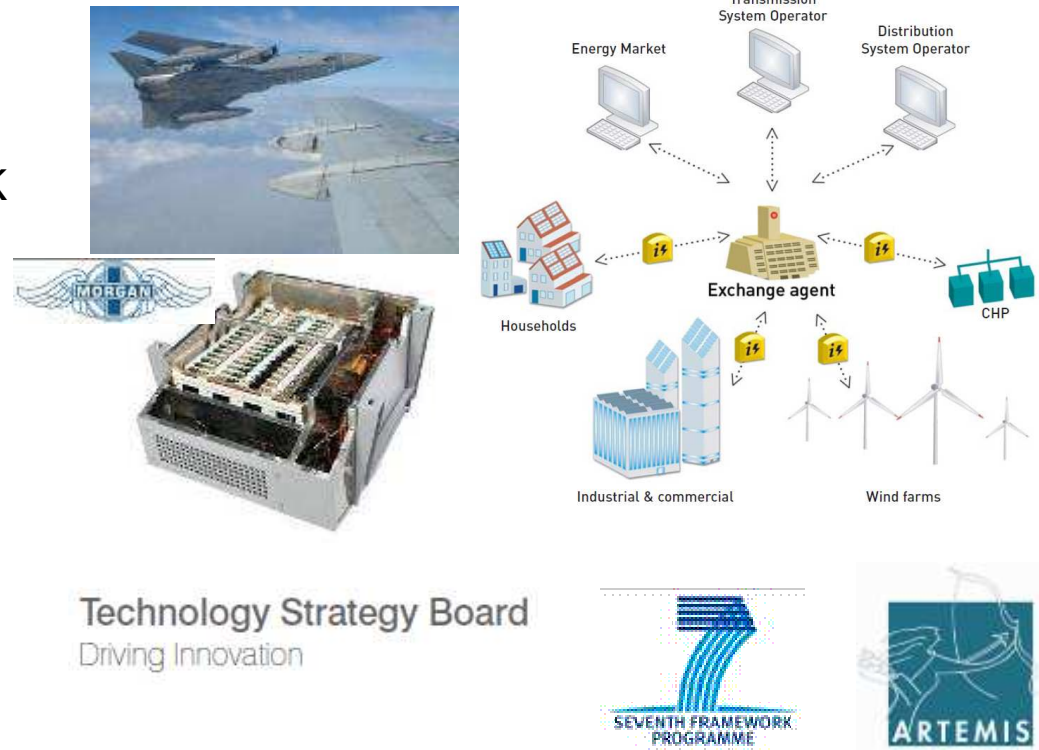 Transmission
System Operator
Energy Market
Distribution
System Operator
k
MORGAN
Exchange agent
Households
CHP
Industrial & commercial
Wind farms
Technology Strategy Board
Driving Innovation
SEVENTH FRAMEWORK
PROGRAMME
ARTEMIS